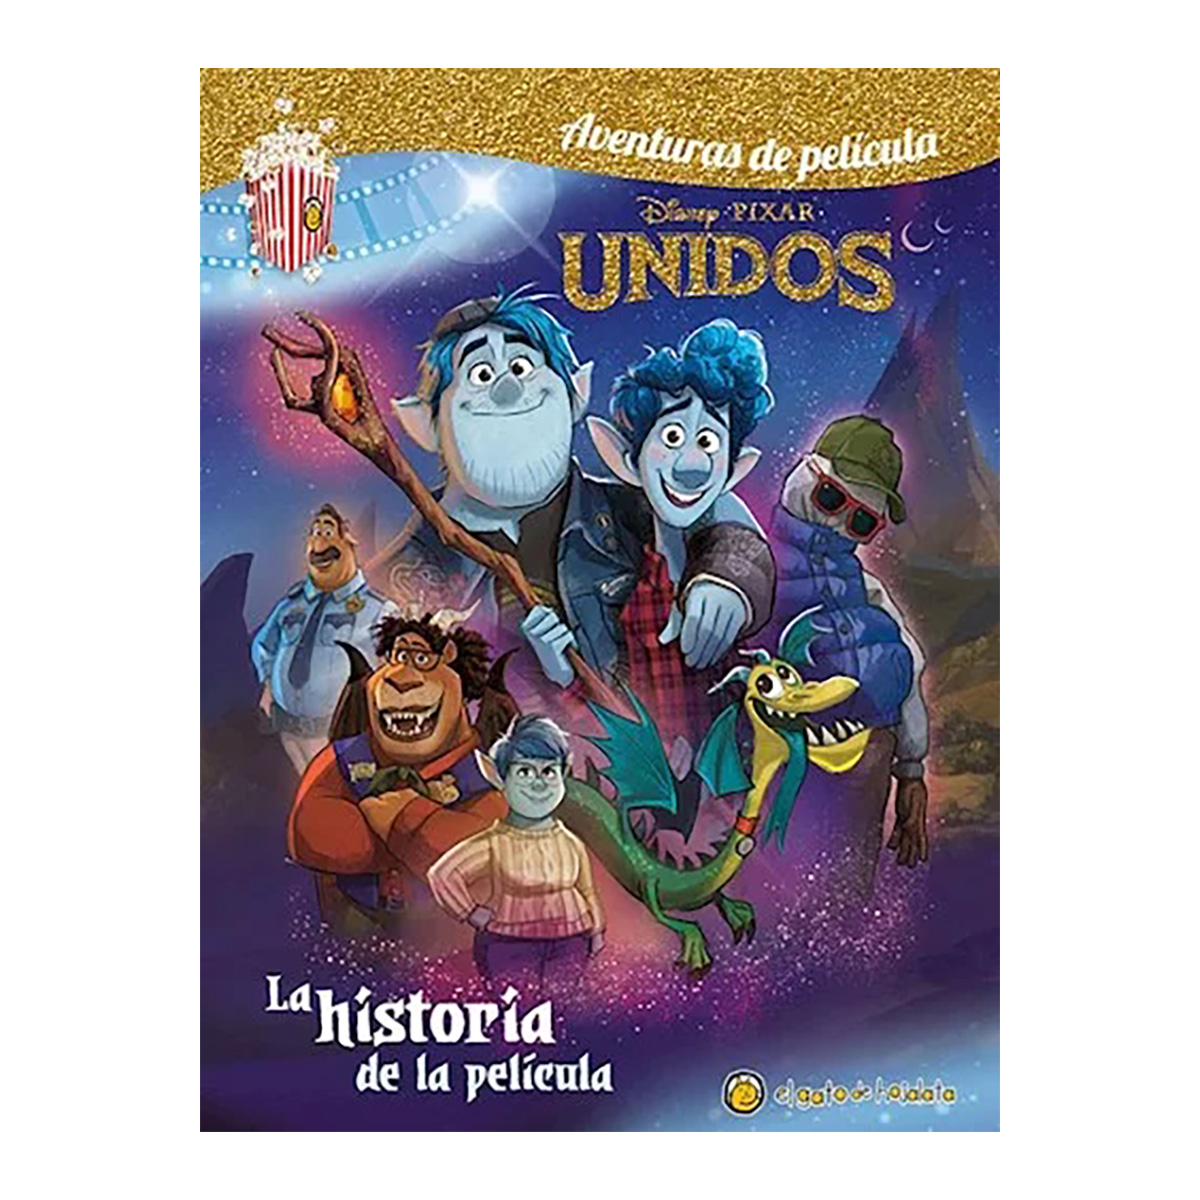 Aventuras de película
Disney · PIXAR
UNIDOS
La historia
de la película
el gato de hojalata